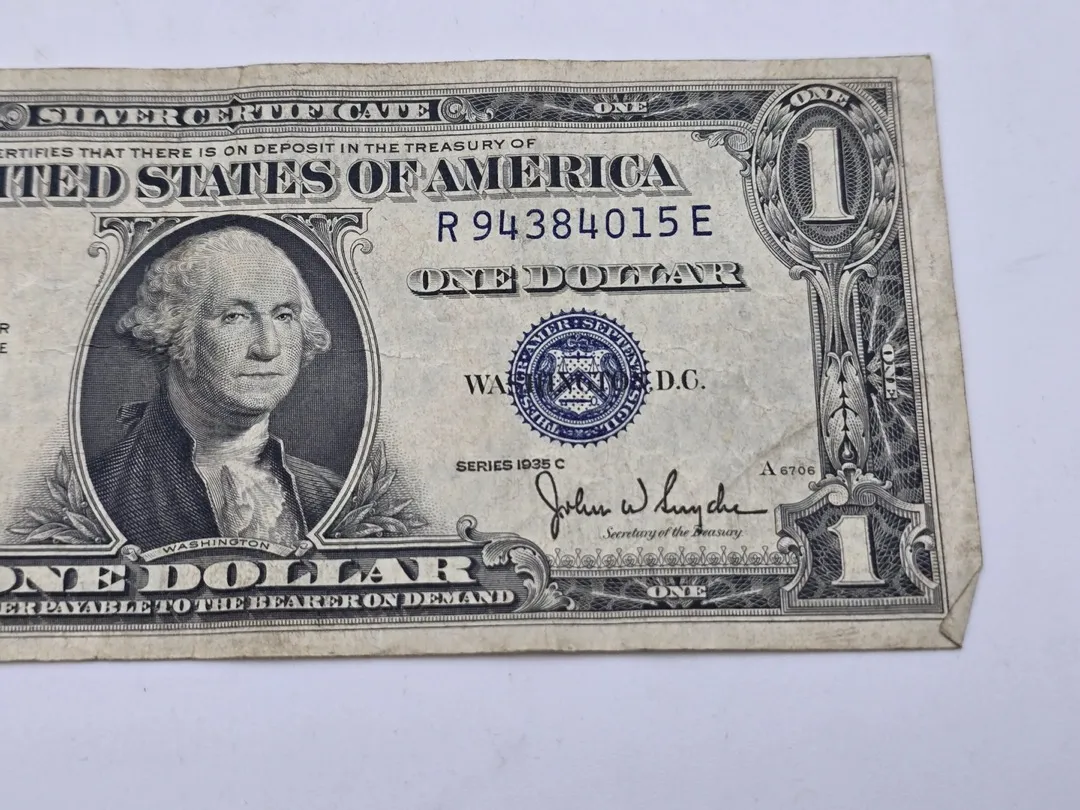 SILVER CERTIFICATE
ONE
ONE
1
ERTIFIES THAT THERE IS ON DEPOSIT IN THE TREASURY OF
ITED STATES OF AMERICA
R 94384015 E
ONE DOLLAR
R
E
WASHINGTON, D.C.
ONE
SERIES 1935 C
A 6706
John W Snyder
Secretary of the Treasury.
WASHINGTON
ONE DOLLAR
1
ER PAYABLE TO THE BEARER ON DEMAND
ONE